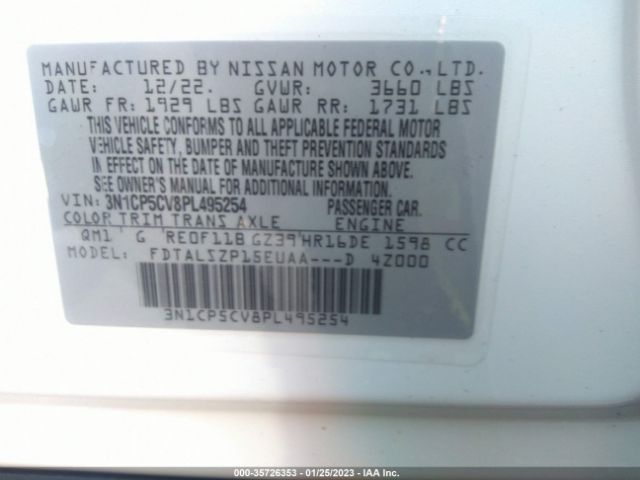 MANUFACTURED BY NISSAN MOTOR CO., LTD.
DATE: 12/22. GVWR: 3660 LBS
GAWR FR: 1929 LBS GAWR RR: 1731 LBS
THIS VEHICLE CONFORMS TO ALL APPLICABLE FEDERAL MOTOR
VEHICLE SAFETY, BUMPER AND THEFT PREVENTION STANDARDS
IN EFFECT ON THE DATE OF MANUFACTURE SHOWN ABOVE.
SEE OWNER'S MANUAL FOR ADDITIONAL INFORMATION.
VIN: 3N1CP5CV8PL495254 PASSENGER CAR.
COLOR TRIM TRANS AXLE ENGINE
QM1 G RE0F11B GZ39 HR16DE 1598 CC
MODEL: FDTALSZP15EUAA---D 4Z000
3N1CP5CV8PL495254
000-35726353 - 01/25/2023 - IAA Inc.